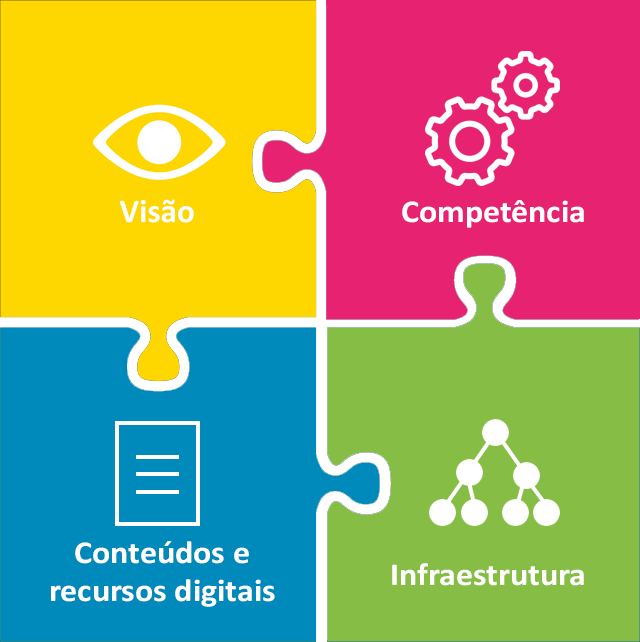 Visão
Competência
Conteúdos e
recursos digitais
Infraestrutura